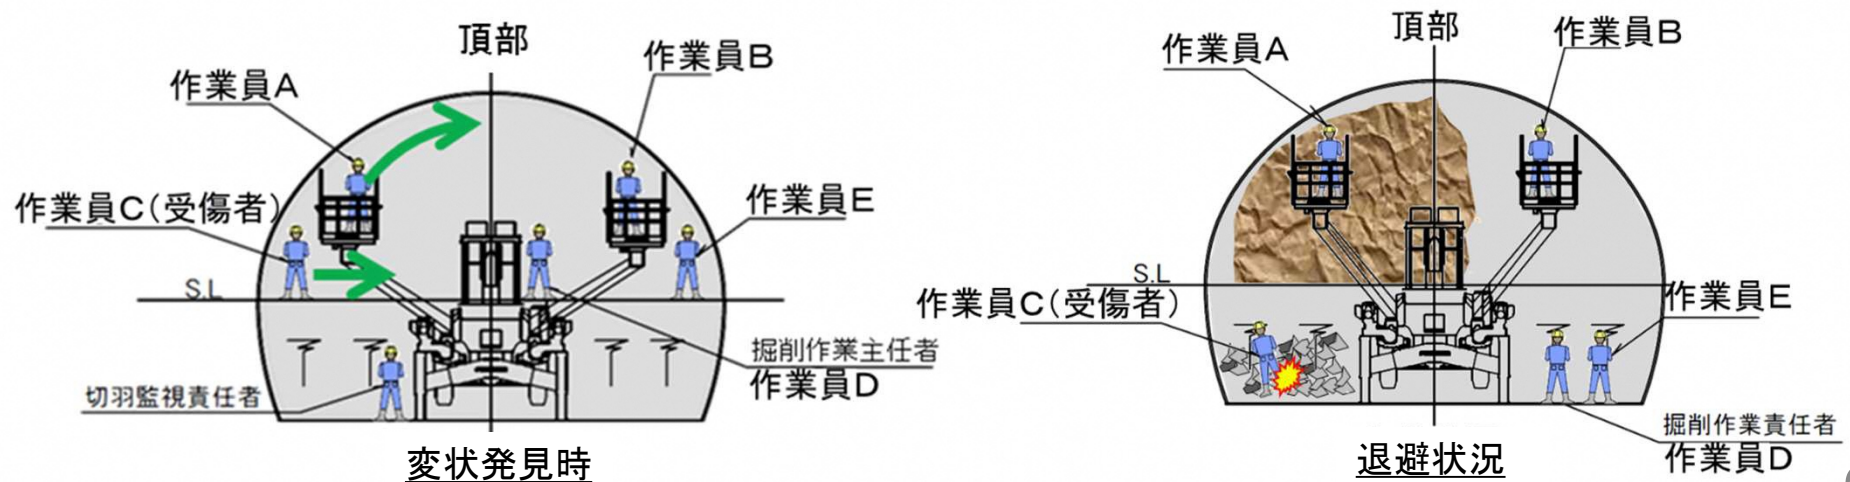 頂部
作業員A
作業員B
作業員C(受傷者)
作業員E
S.L
掘削作業主任者
作業員D
切羽監視責任者
変状発見時
頂部
作業員A
作業員B
S.L
作業員C(受傷者)
作業員E
掘削作業責任者
作業員D
退避状況